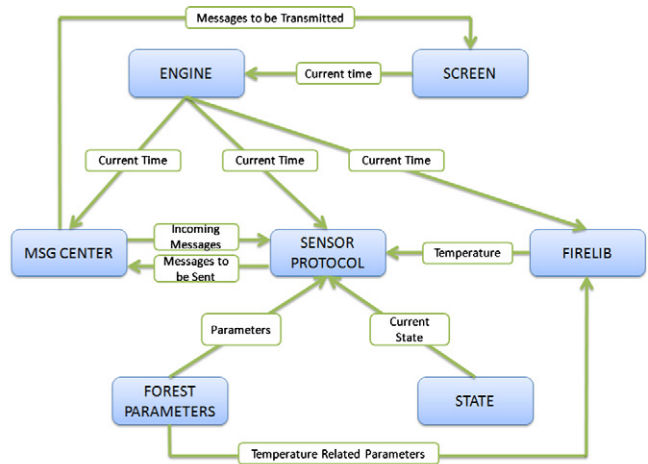 Messages to be Transmitted
ENGINE
Current time
SCREEN
Current Time
Current Time
Current Time
MSG CENTER
Incoming
Messages
Messages to
be Sent
SENSOR
PROTOCOL
Temperature
FIRELIB
Parameters
Current
State
FOREST
PARAMETERS
STATE
Temperature Related Parameters